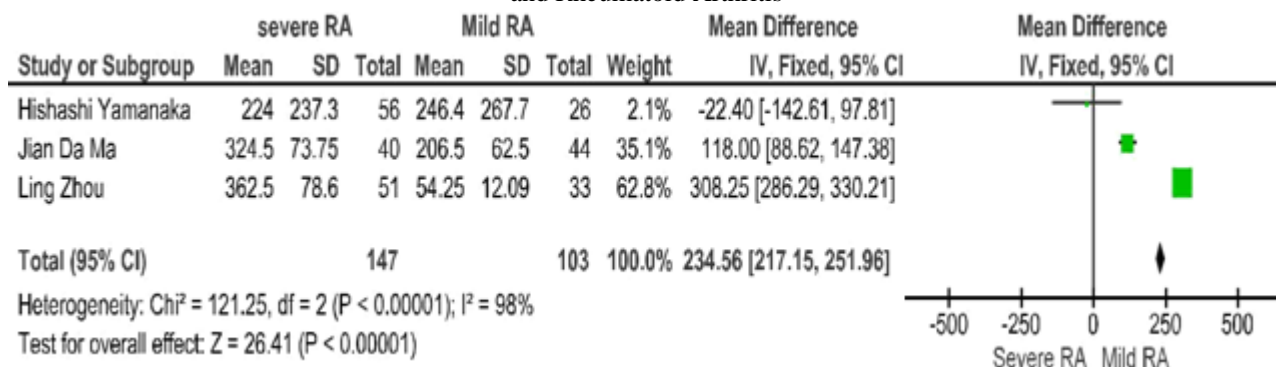 and Rheumatoid Arthritis
severe RA Mild RA Mean Difference Mean Difference
Study or Subgroup Mean SD Total Mean SD Total Weight IV, Fixed, 95% CI IV, Fixed, 95% CI
Hishashi Yamanaka 224 237.3 56 246.4 267.7 26 2.1% -22.40 [-142.61, 97.81]
Jian Da Ma 324.5 73.75 40 206.5 62.5 44 35.1% 118.00 [88.62, 147.38]
Ling Zhou 362.5 78.6 51 54.25 12.09 33 62.8% 308.25 [286.29, 330.21]
Total (95% CI) 147 103 100.0% 234.56 [217.15, 251.96]
Heterogeneity: Chi² = 121.25, df = 2 (P < 0.00001); I² = 98%
Test for overall effect: Z = 26.41 (P < 0.00001)
-500 -250 0 250 500
Severe RA Mild RA